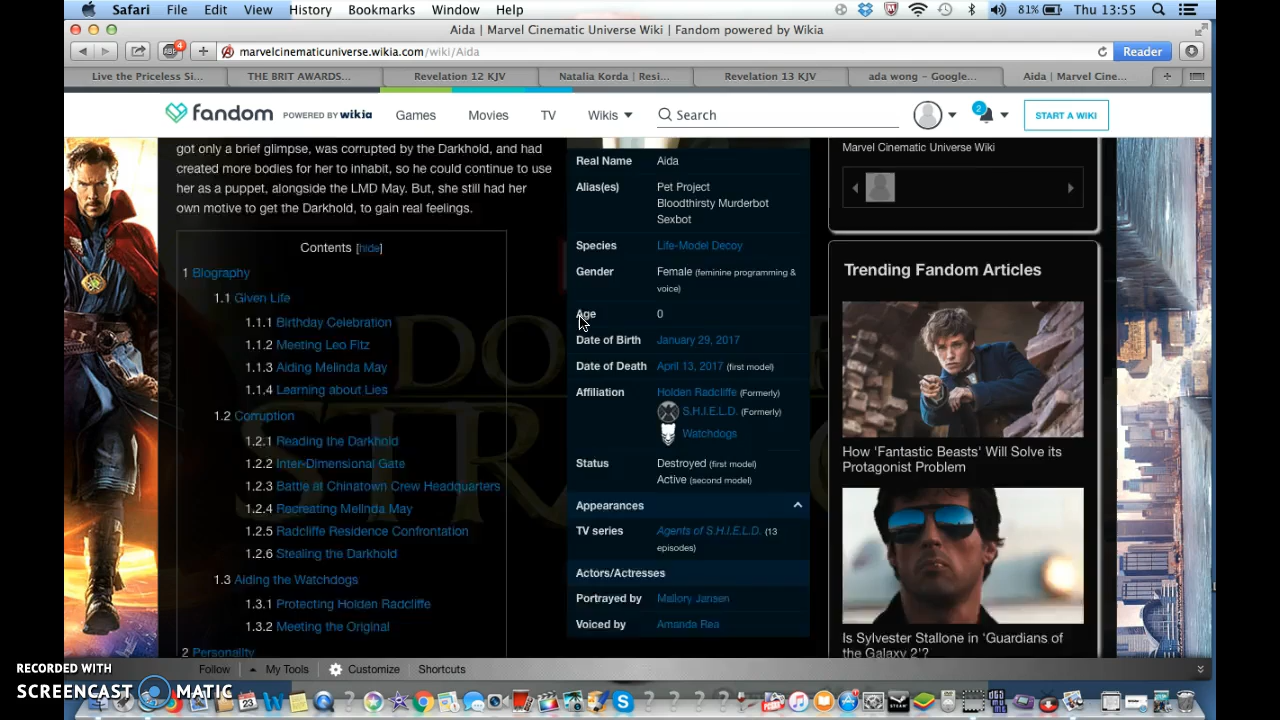 Safari File Edit View History Bookmarks Window Help 81% Thu 13:55
Aida | Marvel Cinematic Universe Wiki | Fandom powered by Wikia
ABP 4 marvelcinematicuniverse.wikia.com/wiki/Aida Reader
Live the Priceless Si... THE BRIT AWARDS... Revelation 12 KJV Natalia Korda | Resi... Revelation 13 KJV ada wong - Google... Aida | Marvel Cine...
fandom POWERED BY wikia Games Movies TV Wikis Search 2 START A WIKI
got only a brief glimpse, was corrupted by the Darkhold, and had
created more bodies for her to inhabit, so he could continue to use
her as a puppet, alongside the LMD May. But, she still had her
own motive to get the Darkhold, to gain real feelings.
Contents [hide]
1 Biography
1.1 Given Life
1.1.1 Birthday Celebration
1.1.2 Meeting Leo Fitz
1.1.3 Aiding Melinda May
1.1.4 Learning about Lies
1.2 Corruption
1.2.1 Reading the Darkhold
1.2.2 Inter-Dimensional Gate
1.2.3 Battle at Chinatown Crew Headquarters
1.2.4 Recreating Melinda May
1.2.5 Radcliffe Residence Confrontation
1.2.6 Stealing the Darkhold
1.3 Aiding the Watchdogs
1.3.1 Protecting Holden Radcliffe
1.3.2 Meeting the Original
2 Personality
Real Name Aida
Alias(es) Pet Project
Bloodthirsty Murderbot
Sexbot
Species Life-Model Decoy
Gender Female (feminine programming &
voice)
Age 0
Date of Birth January 29, 2017
Date of Death April 13, 2017 (first model)
Affiliation Holden Radcliffe (Formerly)
S.H.I.E.L.D. (Formerly)
Watchdogs
Status Destroyed (first model)
Active (second model)
Appearances
TV series Agents of S.H.I.E.L.D. (13
episodes)
Actors/Actresses
Portrayed by Mallory Jansen
Voiced by Amanda Rea
Marvel Cinematic Universe Wiki
Trending Fandom Articles
How 'Fantastic Beasts' Will Solve its
Protagonist Problem
Is Sylvester Stallone in 'Guardians of
the Galaxy 2'?
Follow My Tools Customize Shortcuts
RECORDED WITH
SCREENCAST MATIC